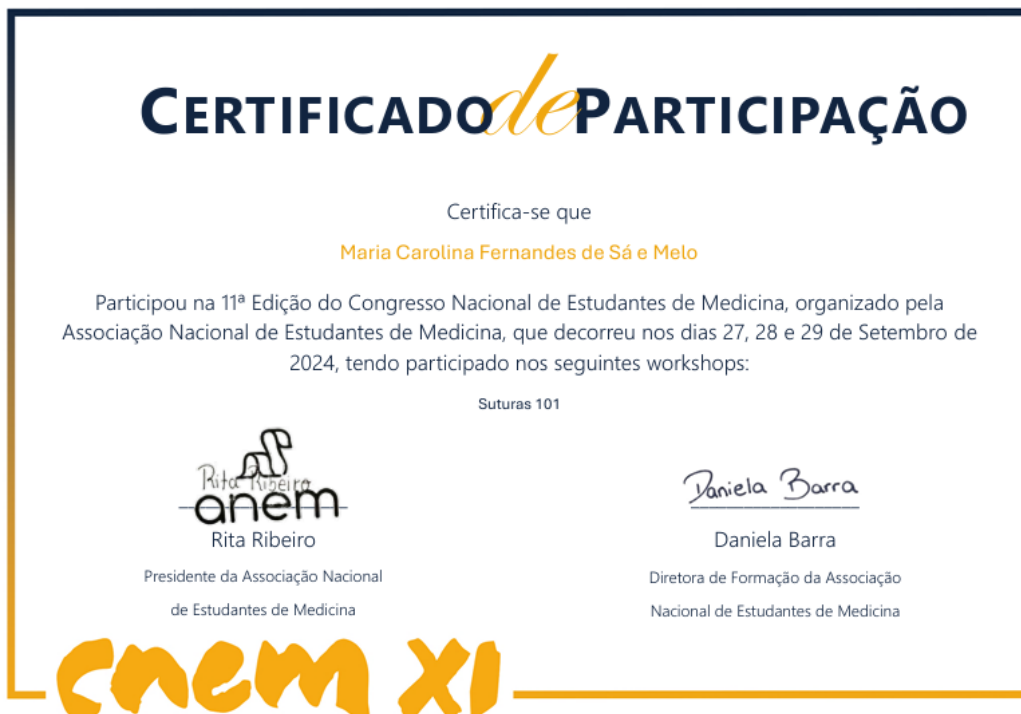 CERTIFICADO de PARTICIPAÇÃO
Certifica-se que
Maria Carolina Fernandes de Sá e Melo
Participou na 11ª Edição do Congresso Nacional de Estudantes de Medicina, organizado pela
Associação Nacional de Estudantes de Medicina, que decorreu nos dias 27, 28 e 29 de Setembro de
2024, tendo participado nos seguintes workshops:
Suturas 101
Rita Ribeiro
anem
Rita Ribeiro
Presidente da Associação Nacional
de Estudantes de Medicina
Daniela Barra
Daniela Barra
Diretora de Formação da Associação
Nacional de Estudantes de Medicina
cnem XI